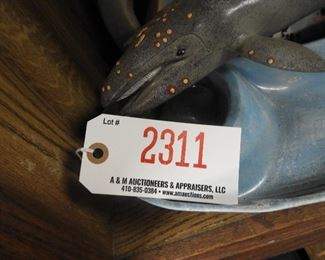 Lot #
2311
A & M AUCTIONEERS & APPRAISERS, LLC
410-835-0384 • www.amauctions.com